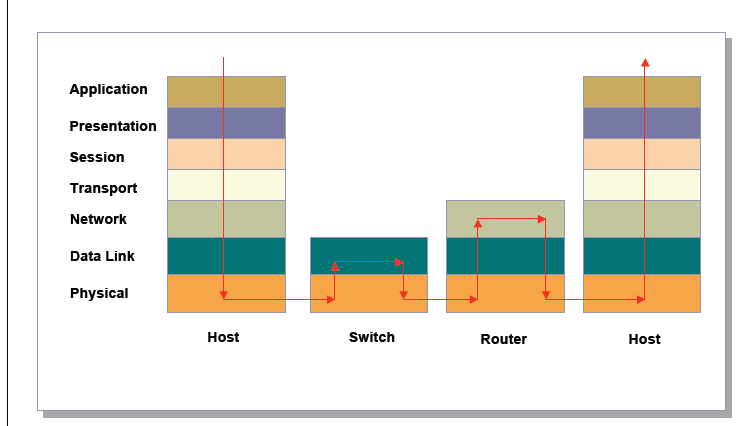 Application
Presentation
Session
Transport
Network
Data Link
Physical
Host
Switch
Router
Host